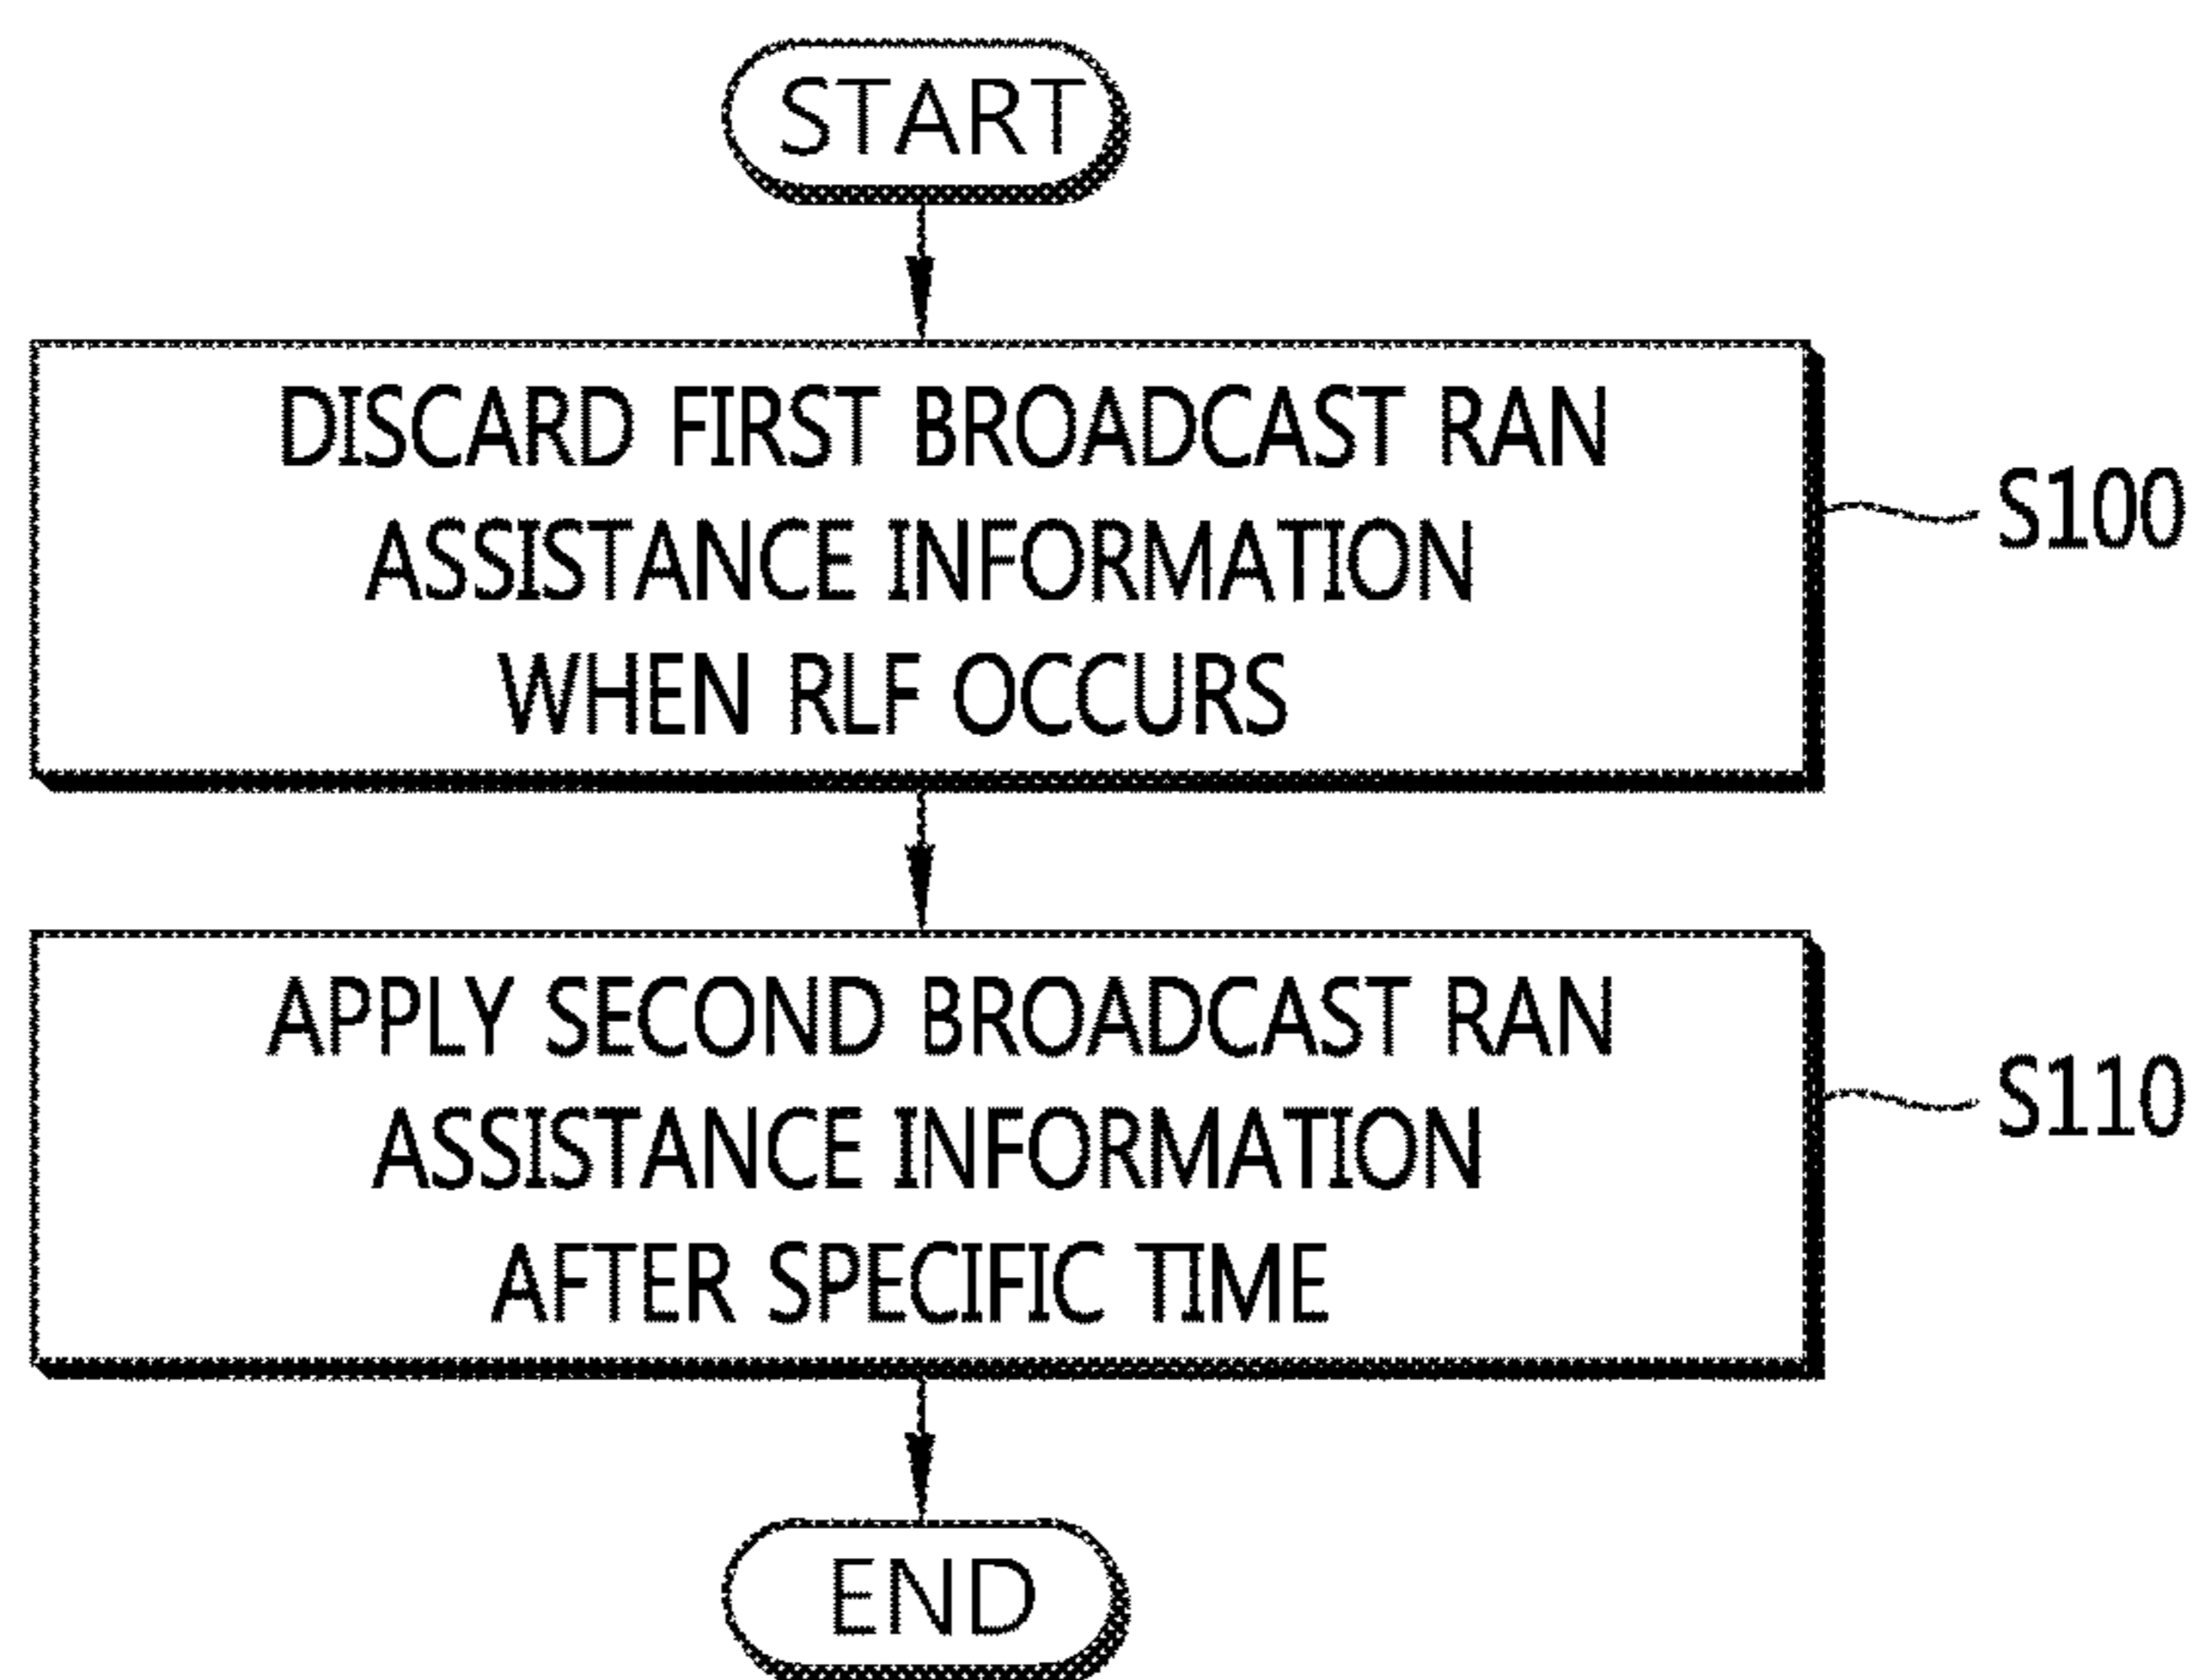 START
DISCARD FIRST BROADCAST RAN
ASSISTANCE INFORMATION
WHEN RLF OCCURS
S100
APPLY SECOND BROADCAST RAN
ASSISTANCE INFORMATION
AFTER SPECIFIC TIME
S110
END